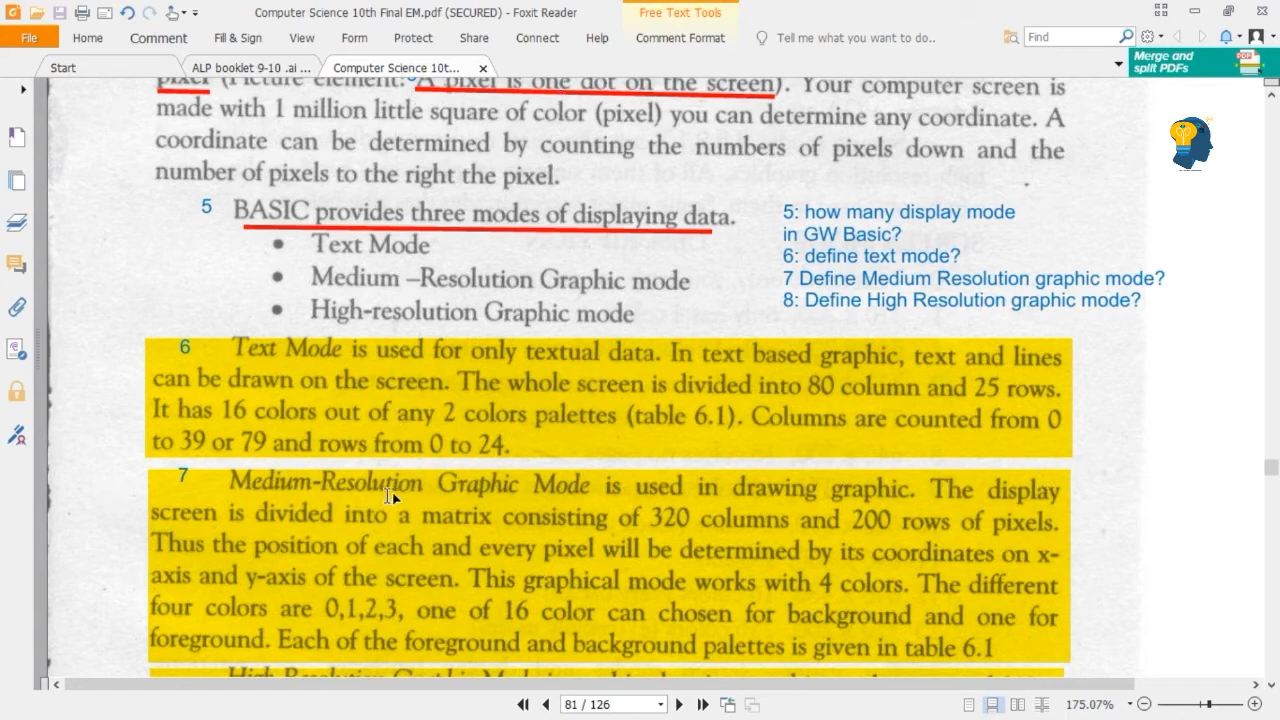 Computer Science 10th Final EM.pdf (SECURED) - Foxit Reader
Free Text Tools
File
Home
Comment
Fill & Sign
View
Form
Protect
Share
Connect
Help
Comment Format
Tell me what you want to do..
Find
Start
ALP booklet 9-10 .ai ...
Computer Science 10t...
Merge and
split PDFs
pixel (Picture element: A pixel is one dot on the screen). Your computer screen is
made with 1 million little square of color (pixel) you can determine any coordinate. A
coordinate can be determined by counting the numbers of pixels down and the
number of pixels to the right the pixel.
5 BASIC provides three modes of displaying data.
• Text Mode
• Medium –Resolution Graphic mode
• High-resolution Graphic mode
5: how many display mode
in GW Basic?
6: define text mode?
7 Define Medium Resolution graphic mode?
8: Define High Resolution graphic mode?
6 Text Mode is used for only textual data. In text based graphic, text and lines
can be drawn on the screen. The whole screen is divided into 80 column and 25 rows.
It has 16 colors out of any 2 colors palettes (table 6.1). Columns are counted from 0
to 39 or 79 and rows from 0 to 24.
7 Medium-Resolution Graphic Mode is used in drawing graphic. The display
screen is divided into a matrix consisting of 320 columns and 200 rows of pixels.
Thus the position of each and every pixel will be determined by its coordinates on x-
axis and y-axis of the screen. This graphical mode works with 4 colors. The different
four colors are 0,1,2,3, one of 16 color can chosen for background and one for
foreground. Each of the foreground and background palettes is given in table 6.1
81 / 126
175.07%